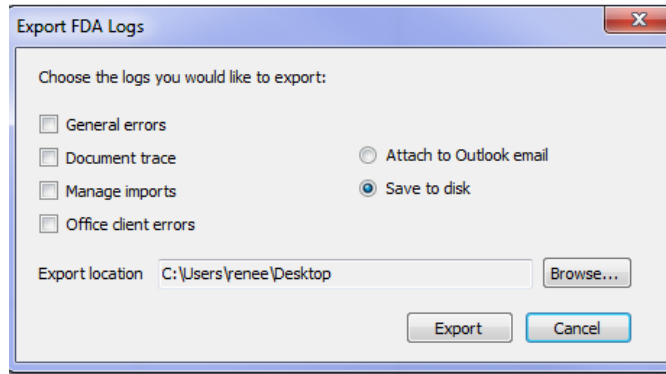 Export FDA Logs
Choose the logs you would like to export:
General errors
Document trace
Attach to Outlook email
Manage imports
Save to disk
Office client errors
Export location C:\Users\renee\Desktop Browse...
Export Cancel